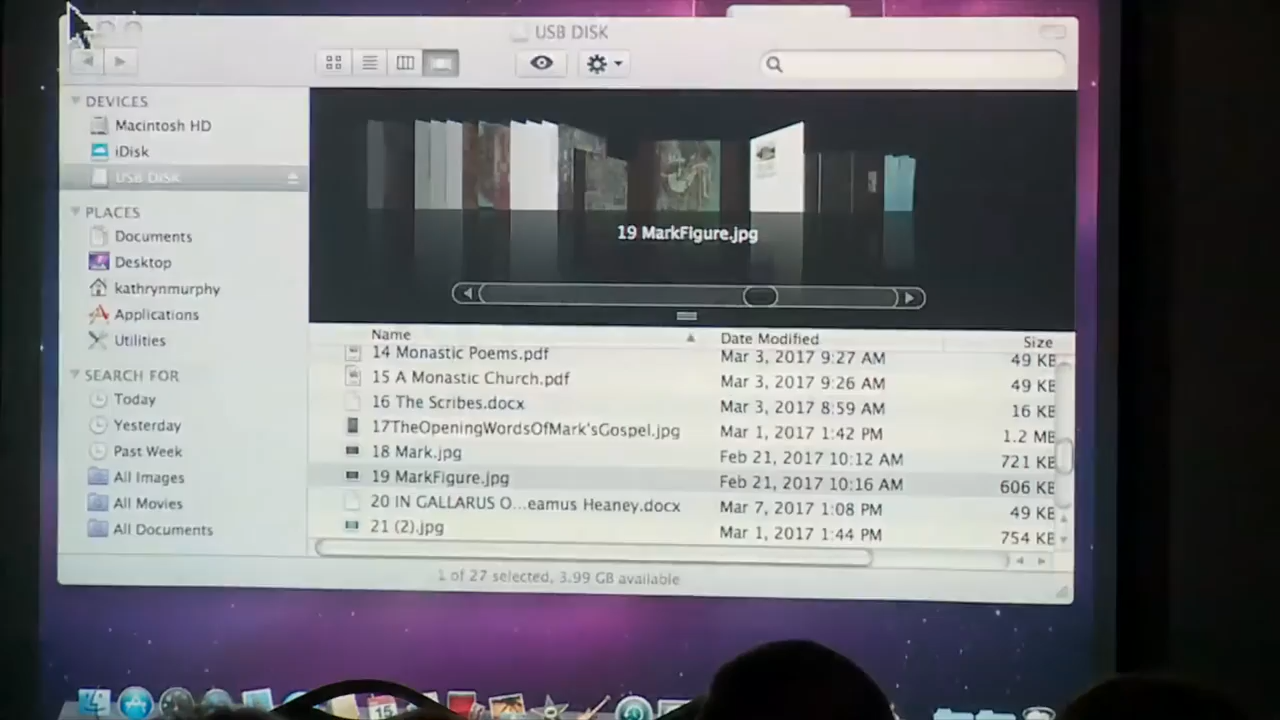 USB DISK
DEVICES
Macintosh HD
iDisk
USB DISK
PLACES
Documents
Desktop
kathrynmurphy
Applications
Utilities
SEARCH FOR
Today
Yesterday
Past Week
All Images
All Movies
All Documents
19 MarkFigure.jpg
Name Date Modified Size
14 Monastic Poems.pdf Mar 3, 2017 9:27 AM 49 KB
15 A Monastic Church.pdf Mar 3, 2017 9:26 AM 49 KB
16 The Scribes.docx Mar 3, 2017 8:59 AM 16 KB
17TheOpeningWordsOfMark'sGospel.jpg Mar 1, 2017 1:42 PM 1.2 MB
18 Mark.jpg Feb 21, 2017 10:12 AM 721 KB
19 MarkFigure.jpg Feb 21, 2017 10:16 AM 606 KB
20 IN GALLARUS O...eamus Heaney.docx Mar 7, 2017 1:08 PM 49 KB
21 (2).jpg Mar 1, 2017 1:44 PM 754 KB
1 of 27 selected, 3.99 GB available
15